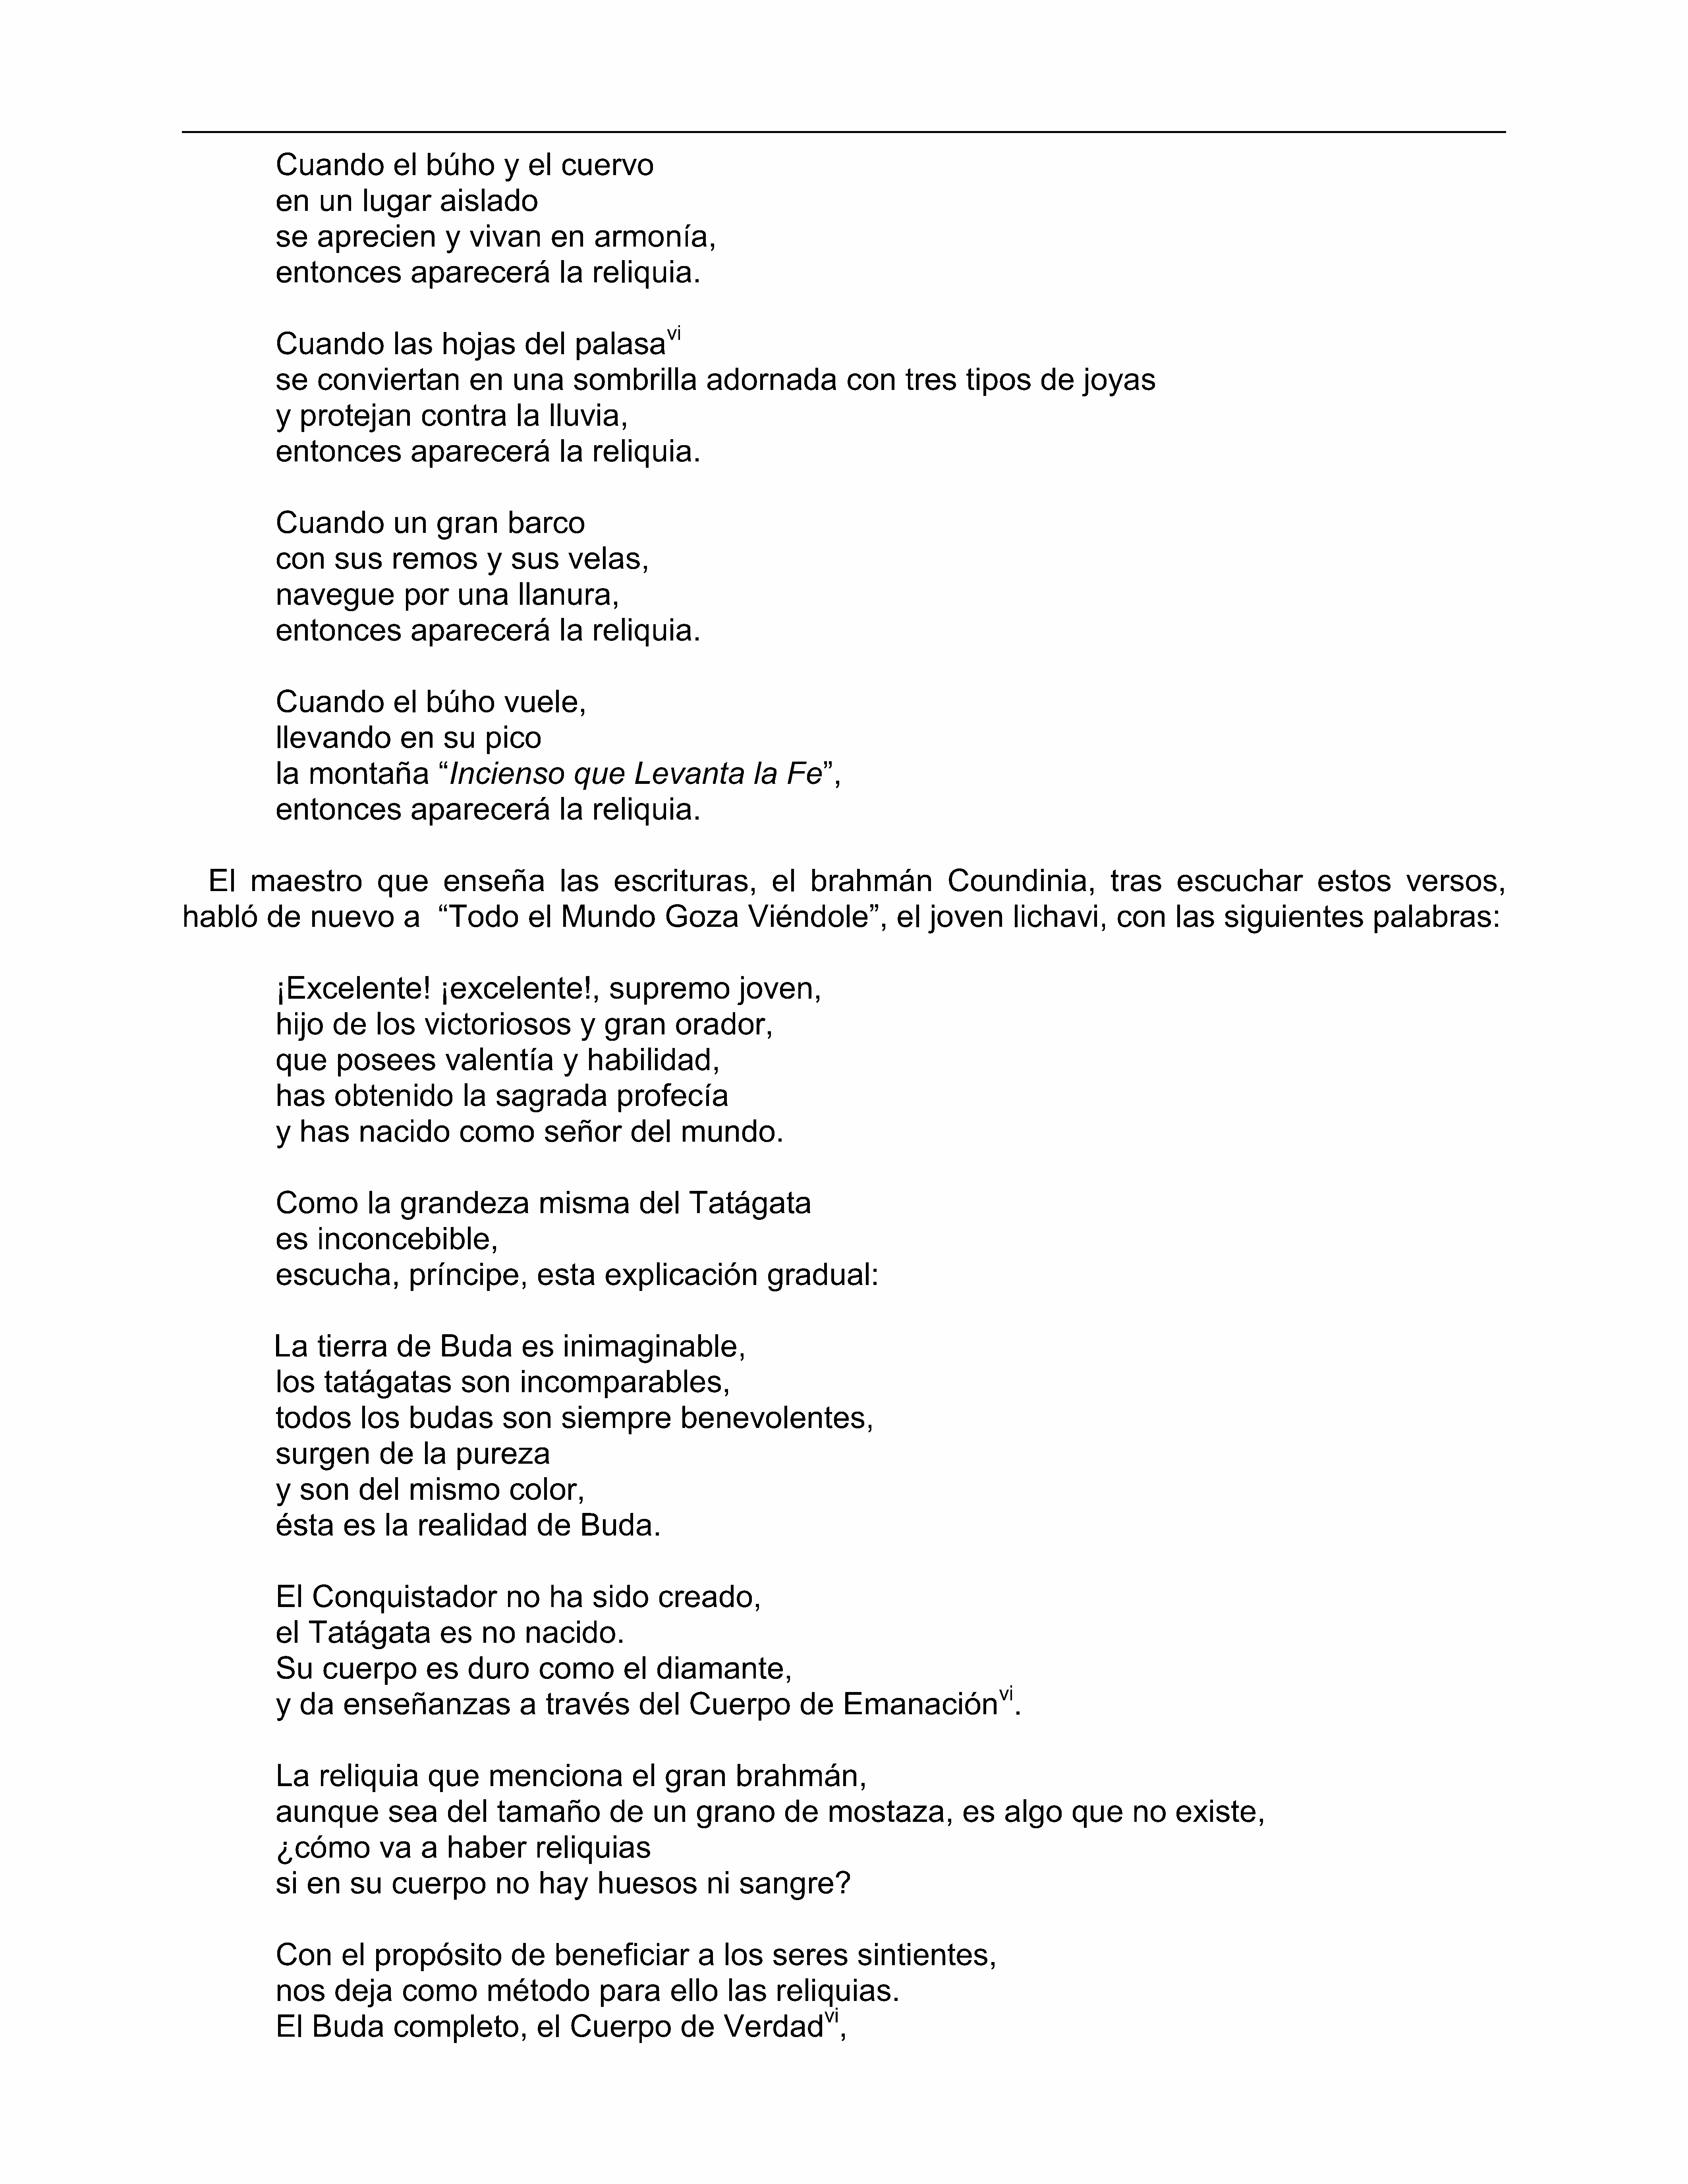 Cuando el búho y el cuervo
en un lugar aislado
se aprecien y vivan en armonía,
entonces aparecerá la reliquia.

Cuando las hojas del palasa^vi
se conviertan en una sombrilla adornada con tres tipos de joyas
y protejan contra la lluvia,
entonces aparecerá la reliquia.

Cuando un gran barco
con sus remos y sus velas,
navegue por una llanura,
entonces aparecerá la reliquia.

Cuando el búho vuele,
llevando en su pico
la montaña “Incienso que Levanta la Fe”,
entonces aparecerá la reliquia.

El maestro que enseña las escrituras, el brahmán Coundinia, tras escuchar estos versos,
habló de nuevo a “Todo el Mundo Goza Viéndole”, el joven lichavi, con las siguientes palabras:

¡Excelente! ¡excelente!, supremo joven,
hijo de los victoriosos y gran orador,
que posees valentía y habilidad,
has obtenido la sagrada profecía
y has nacido como señor del mundo.

Como la grandeza misma del Tatágata
es inconcebible,
escucha, príncipe, esta explicación gradual:

La tierra de Buda es inimaginable,
los tatágatas son incomparables,
todos los budas son siempre benevolentes,
surgen de la pureza
y son del mismo color,
ésta es la realidad de Buda.

El Conquistador no ha sido creado,
el Tatágata es no nacido.
Su cuerpo es duro como el diamante,
y da enseñanzas a través del Cuerpo de Emanación^vi.

La reliquia que menciona el gran brahmán,
aunque sea del tamaño de un grano de mostaza, es algo que no existe,
¿cómo va a haber reliquias
si en su cuerpo no hay huesos ni sangre?

Con el propósito de beneficiar a los seres sintientes,
nos deja como método para ello las reliquias.
El Buda completo, el Cuerpo de Verdad^vi,